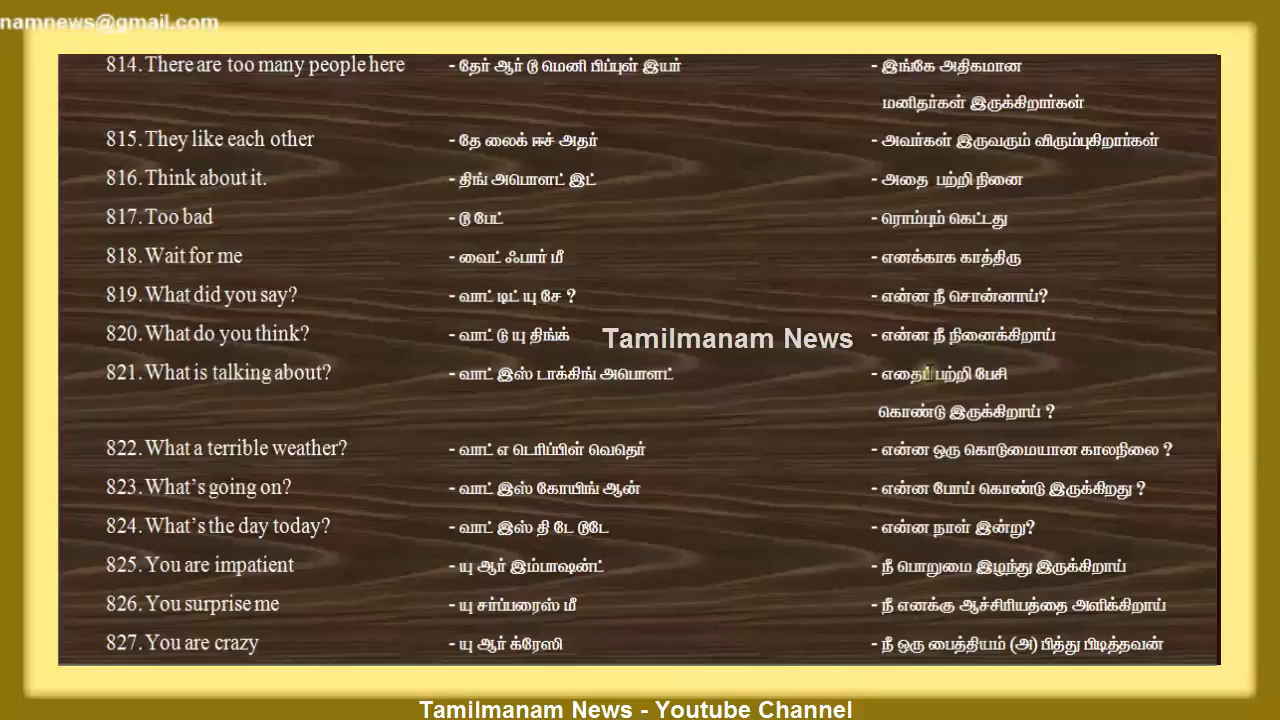 namnews@gmail.com
814. There are too many people here - தேர் ஆர் டூ மெனி பிப்புள் இயர் - இங்கே அதிகமான
மனிதர்கள் இருக்கிறார்கள்
815. They like each other - தே லைக் ஈச் அதர் - அவர்கள் இருவரும் விரும்புகிறார்கள்
816. Think about it. - திங் அபௌட் இட் - அதை பற்றி நினை
817. Too bad - டூ பேட் - ரொம்பும் கெட்டது
818. Wait for me - வைட் ஃபார் மீ - எனக்காக காத்திரு
819. What did you say? - வாட் டிட் யு சே ? - என்ன நீ சொன்னாய்?
820. What do you think? - வாட் டு யு திங்க் - என்ன நீ நினைக்கிறாய்
Tamilmanam News
821. What is talking about? - வாட் இஸ் டாக்கிங் அபௌட் - எதைப் பற்றி பேசி
கொண்டு இருக்கிறாய் ?
822. What a terrible weather? - வாட் எ டெரிப்பிள் வெதெர் - என்ன ஒரு கொடுமையான காலநிலை ?
823. What's going on? - வாட் இஸ் கோயிங் ஆன் - என்ன போய் கொண்டு இருக்கிறது ?
824. What's the day today? - வாட் இஸ் தி டே டூடே - என்ன நாள் இன்று?
825. You are impatient - யு ஆர் இம்பாஷன்ட் - நீ பொறுமை இழந்து இருக்கிறாய்
826. You surprise me - யு சர்ப்பரைஸ் மீ - நீ எனக்கு ஆச்சிரியத்தை அளிக்கிறாய்
827. You are crazy - யு ஆர் க்ரேஸி - நீ ஒரு பைத்தியம் (அ) பித்து பிடித்தவன்
Tamilmanam News - Youtube Channel